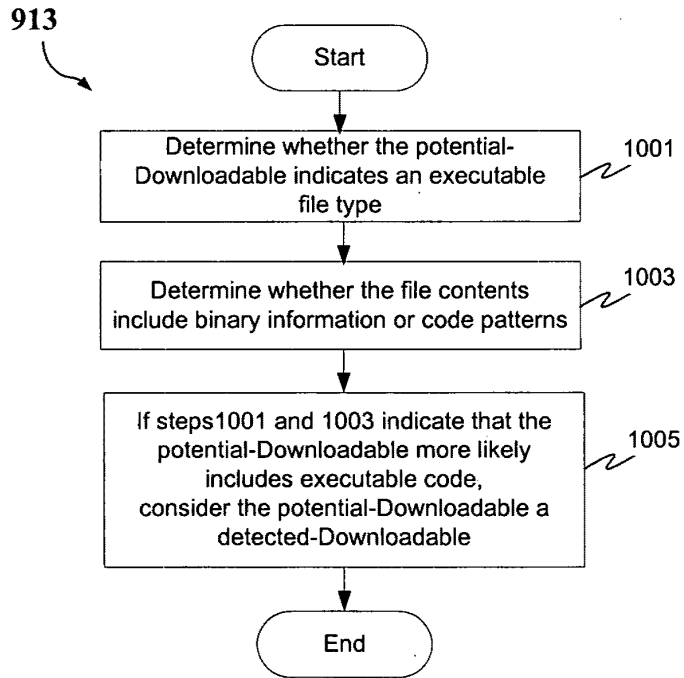 913
Start
Determine whether the potential-
Downloadable indicates an executable
file type
1001
Determine whether the file contents
include binary information or code patterns
1003
If steps1001 and 1003 indicate that the
potential-Downloadable more likely
includes executable code,
consider the potential-Downloadable a
detected-Downloadable
1005
End